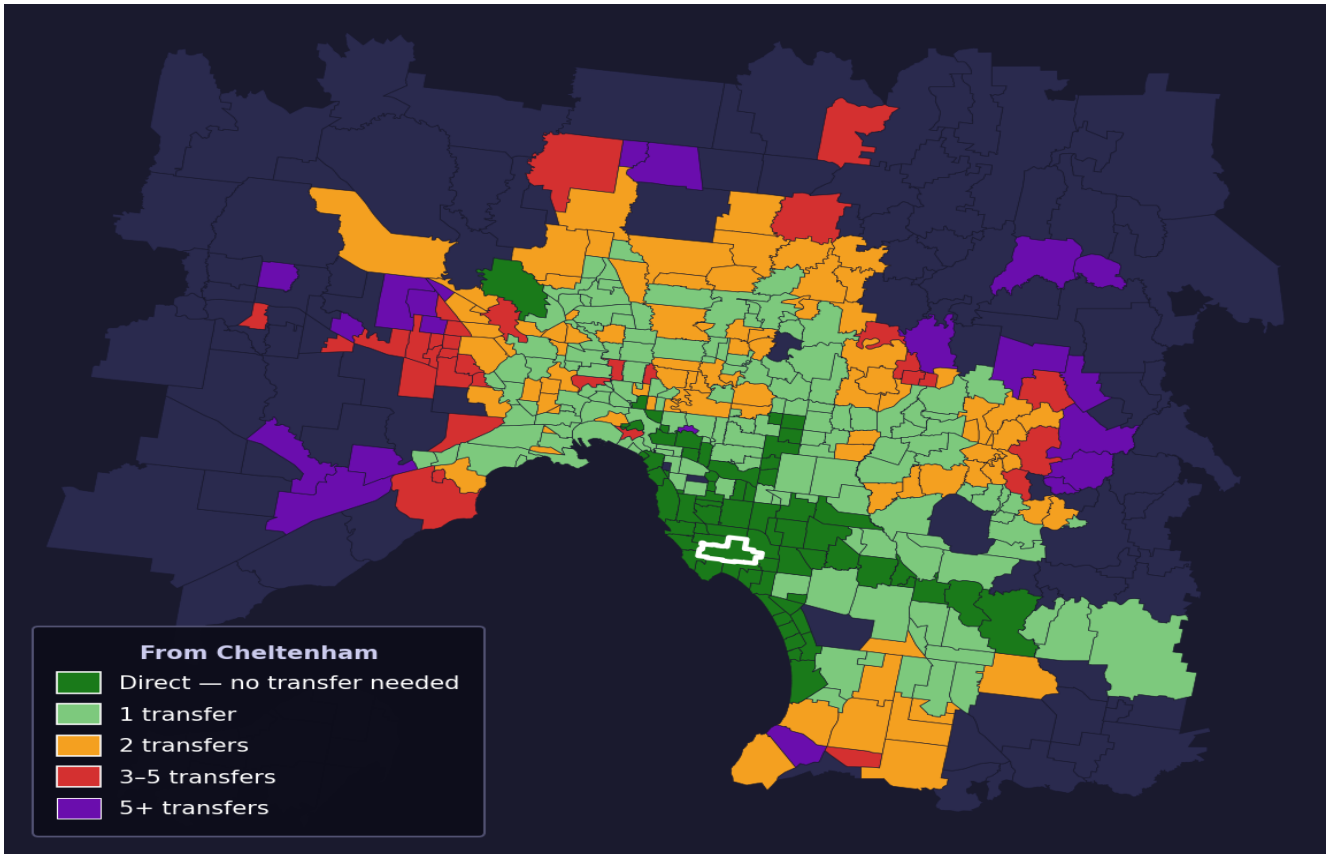 From Cheltenham
Direct — no transfer needed
1 transfer
2 transfers
3–5 transfers
5+ transfers